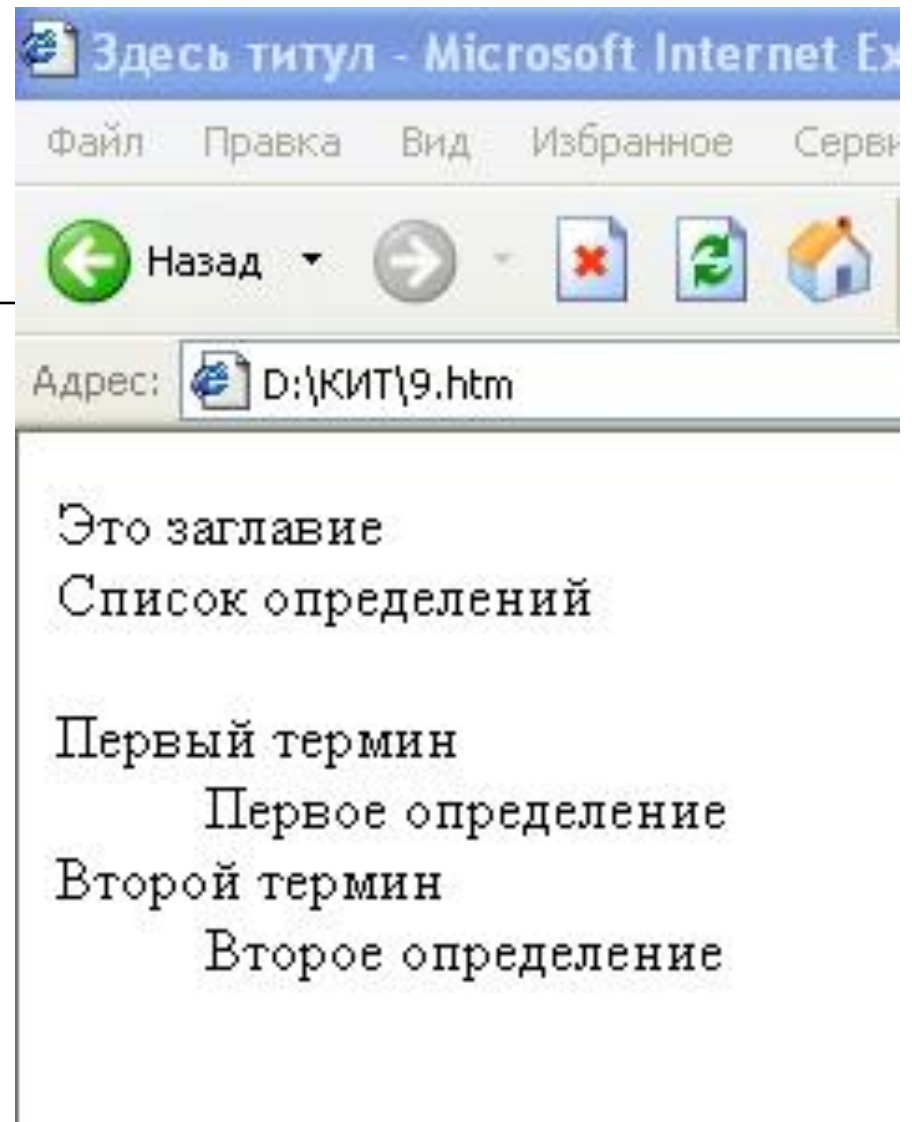 Здесь титул - Microsoft Internet Ex
Файл Правка Вид Избранное Серви
Назад
Адрес: D:\КИТ\9.htm
Это заглавие
Список определений
Первый термин
Первое определение
Второй термин
Второе определение